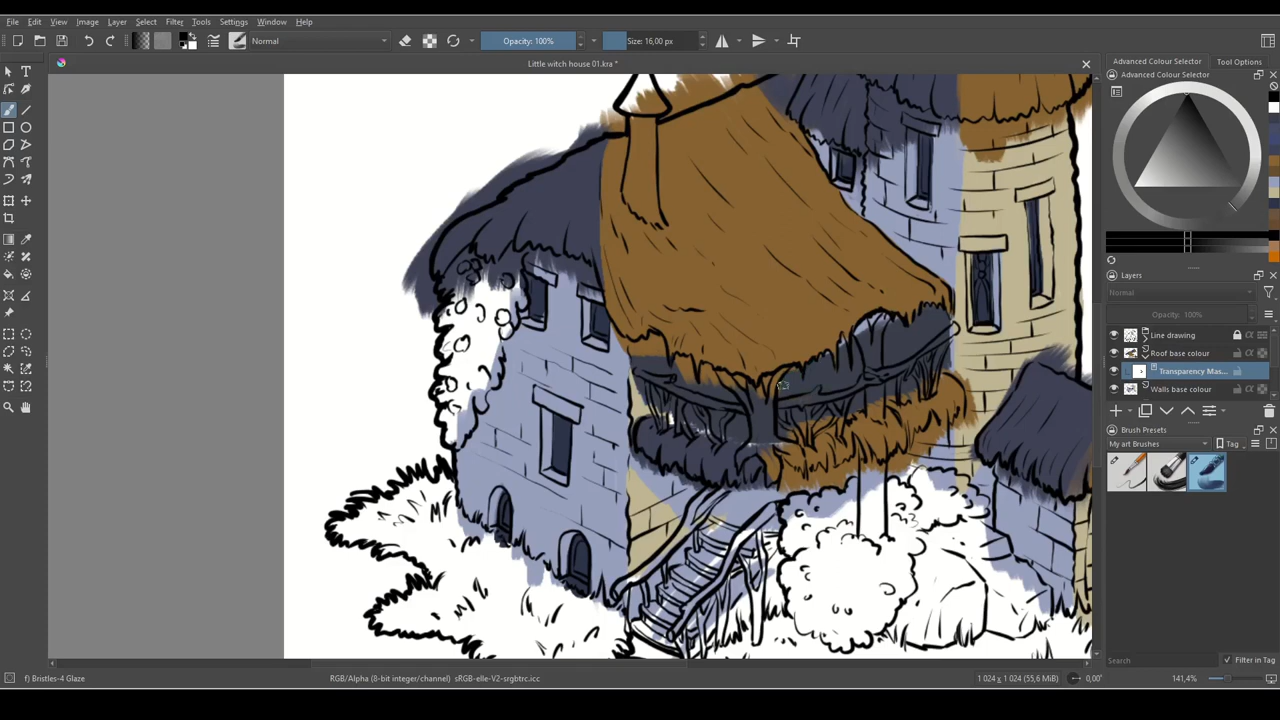 File Edit View Image Layer Select Filter Tools Settings Window Help
Normal Opacity: 100% Size: 16,00 px
Little witch house 01.kra *
Advanced Colour Selector Tool Options
Advanced Colour Selector
Layers
Normal
Opacity: 100%
Line drawing
Roof base colour
Transparency Mas...
Walls base colour
Brush Presets
My art Brushes Tag
Search Filter in Tag
f) Bristles-4 Glaze RGB/Alpha (8-bit integer/channel) sRGB-elle-V2-srgbtrc.icc 1 024 x 1 024 (55,6 MiB) 0,00° 141,4%